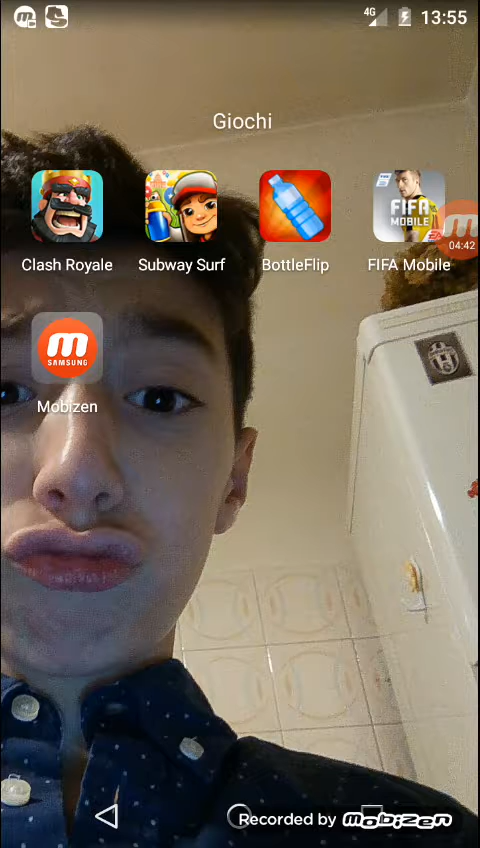 4G 13:55
Giochi
FIFA
MOBILE
EA
04:42
Clash Royale Subway Surf BottleFlip FIFA Mobile
m
SAMSUNG
Mobizen
Recorded by mobizen